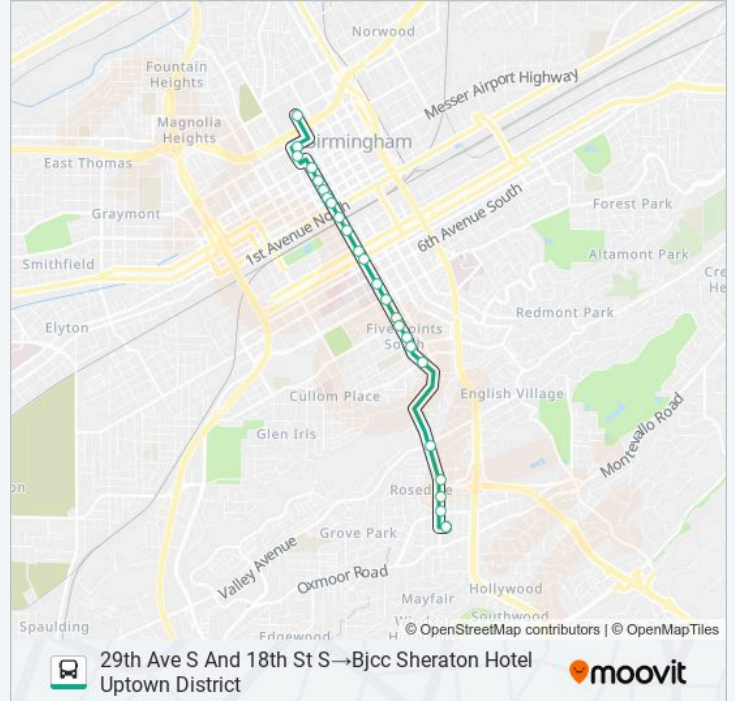 Norwood
Fountain
Heights
Messer Airport Highway
Magnolia
Heights
Birmingham
East Thomas
Forest Park
Graymont
1st Avenue North
6th Avenue South
Altamont Park
Smithfield
Cre
He
Redmont Park
Elyton
Five Points
South
English Village
Cullom Place
Montevallo Road
Glen Iris
on
Rosedale
Grove Park
Valley Avenue
Oxmoor Road
Hollywood
Mayfair
Southwood
Spaulding
Edgewood
H
© OpenStreetMap contributors | © OpenMapTiles
29th Ave S And 18th St S→Bjcc Sheraton Hotel
Uptown District
moovit